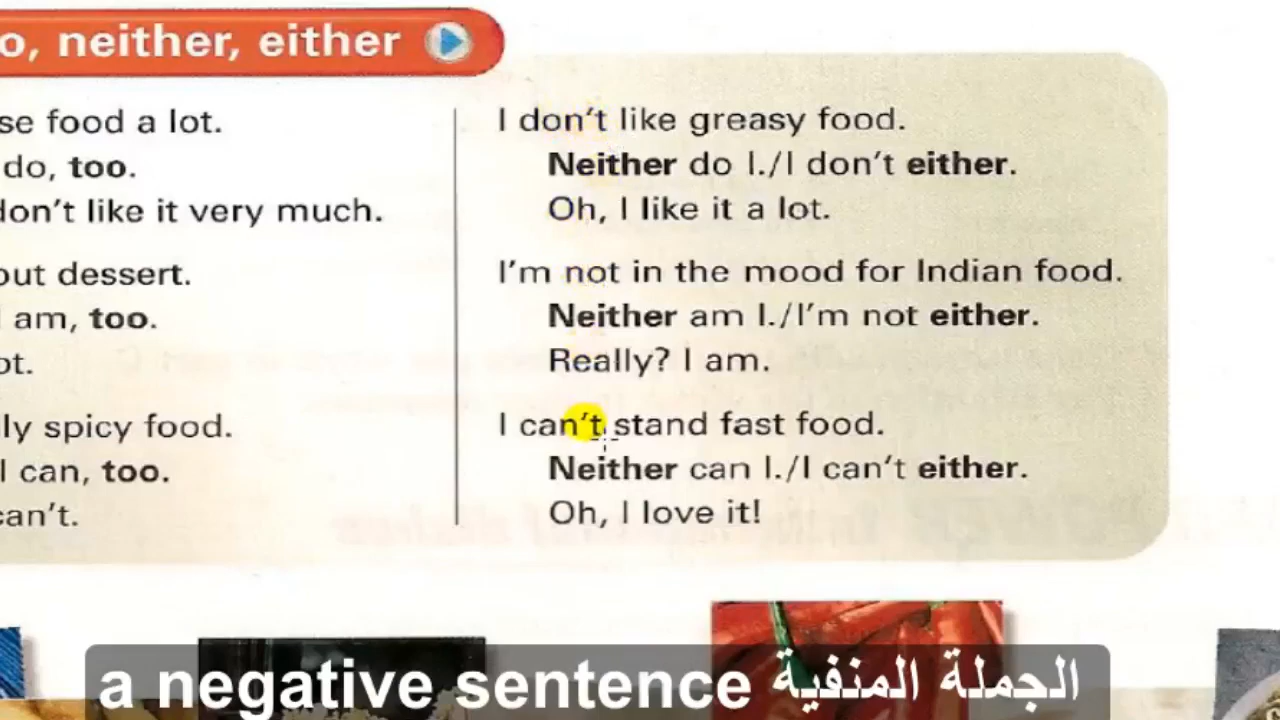 o, neither, either
se food a lot.
do, too.
don't like it very much.
out dessert.
I am, too.
ot.
lly spicy food.
I can, too.
can't.
I don't like greasy food.
Neither do I./I don't either.
Oh, I like it a lot.
I'm not in the mood for Indian food.
Neither am I./I'm not either.
Really? I am.
I can't stand fast food.
Neither can I./I can't either.
Oh, I love it!
a negative sentence الجملة المنفية